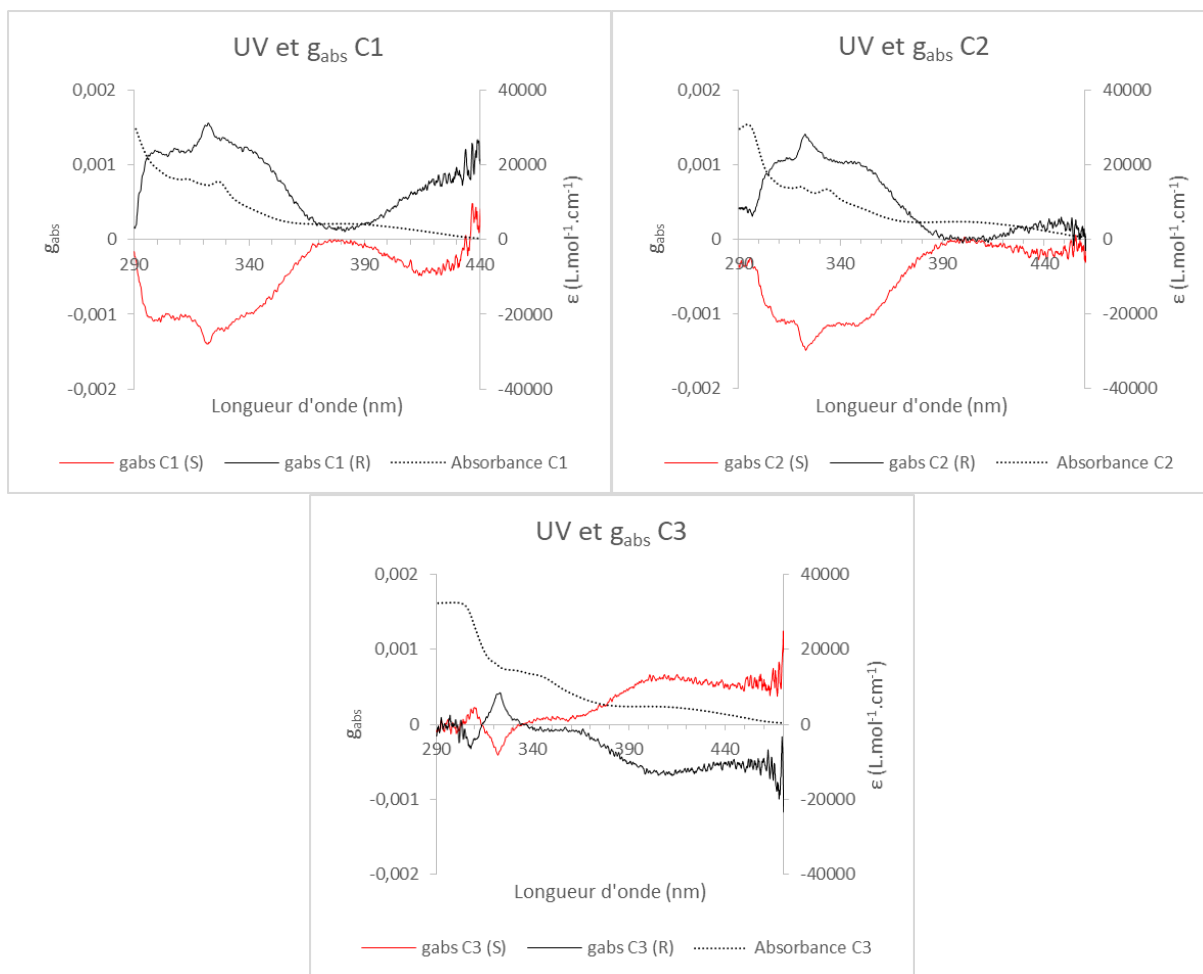 UV et gabs C1
0,002
0,001
0
-0,001
-0,002
gabs
290
340
390
440
40000
20000
0
-20000
-40000
ε (L.mol-1.cm-1)
Longueur d'onde (nm)
gabs C1 (S) gabs C1 (R) Absorbance C1
UV et gabs C2
0,002
0,001
0
-0,001
-0,002
gabs
290
340
390
440
40000
20000
0
-20000
-40000
ε (L.mol-1.cm-1)
Longueur d'onde (nm)
gabs C2 (S) gabs C2 (R) Absorbance C2
UV et gabs C3
0,002
0,001
0
-0,001
-0,002
gabs
290
340
390
440
40000
20000
0
-20000
-40000
ε (L.mol-1.cm-1)
Longueur d'onde (nm)
gabs C3 (S) gabs C3 (R) Absorbance C3